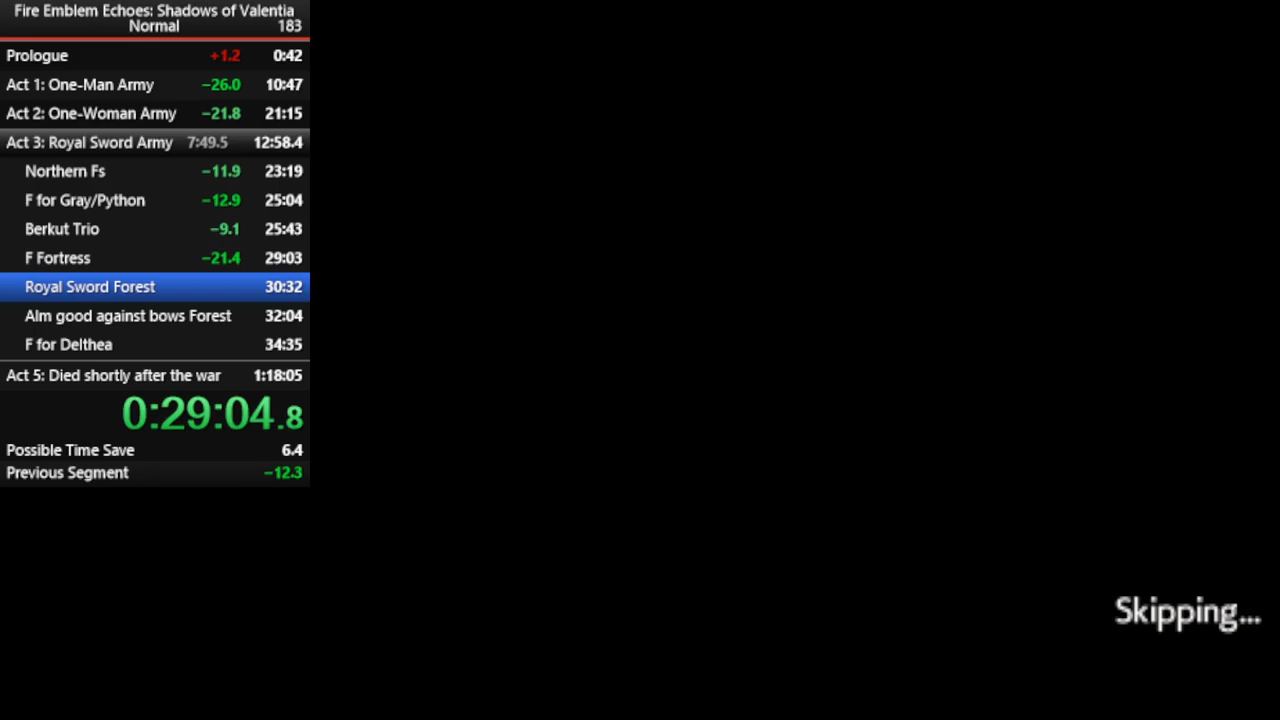 Fire Emblem Echoes: Shadows of Valentia
Normal 183
Prologue +1.2 0:42
Act 1: One-Man Army −26.0 10:47
Act 2: One-Woman Army −21.8 21:15
Act 3: Royal Sword Army 7:49.5 12:58.4
Northern Fs −11.9 23:19
F for Gray/Python −12.9 25:04
Berkut Trio −9.1 25:43
F Fortress −21.4 29:03
Royal Sword Forest 30:32
Alm good against bows Forest 32:04
F for Delthea 34:35
Act 5: Died shortly after the war 1:18:05
0:29:04.8
Possible Time Save 6.4
Previous Segment −12.3
Skipping...